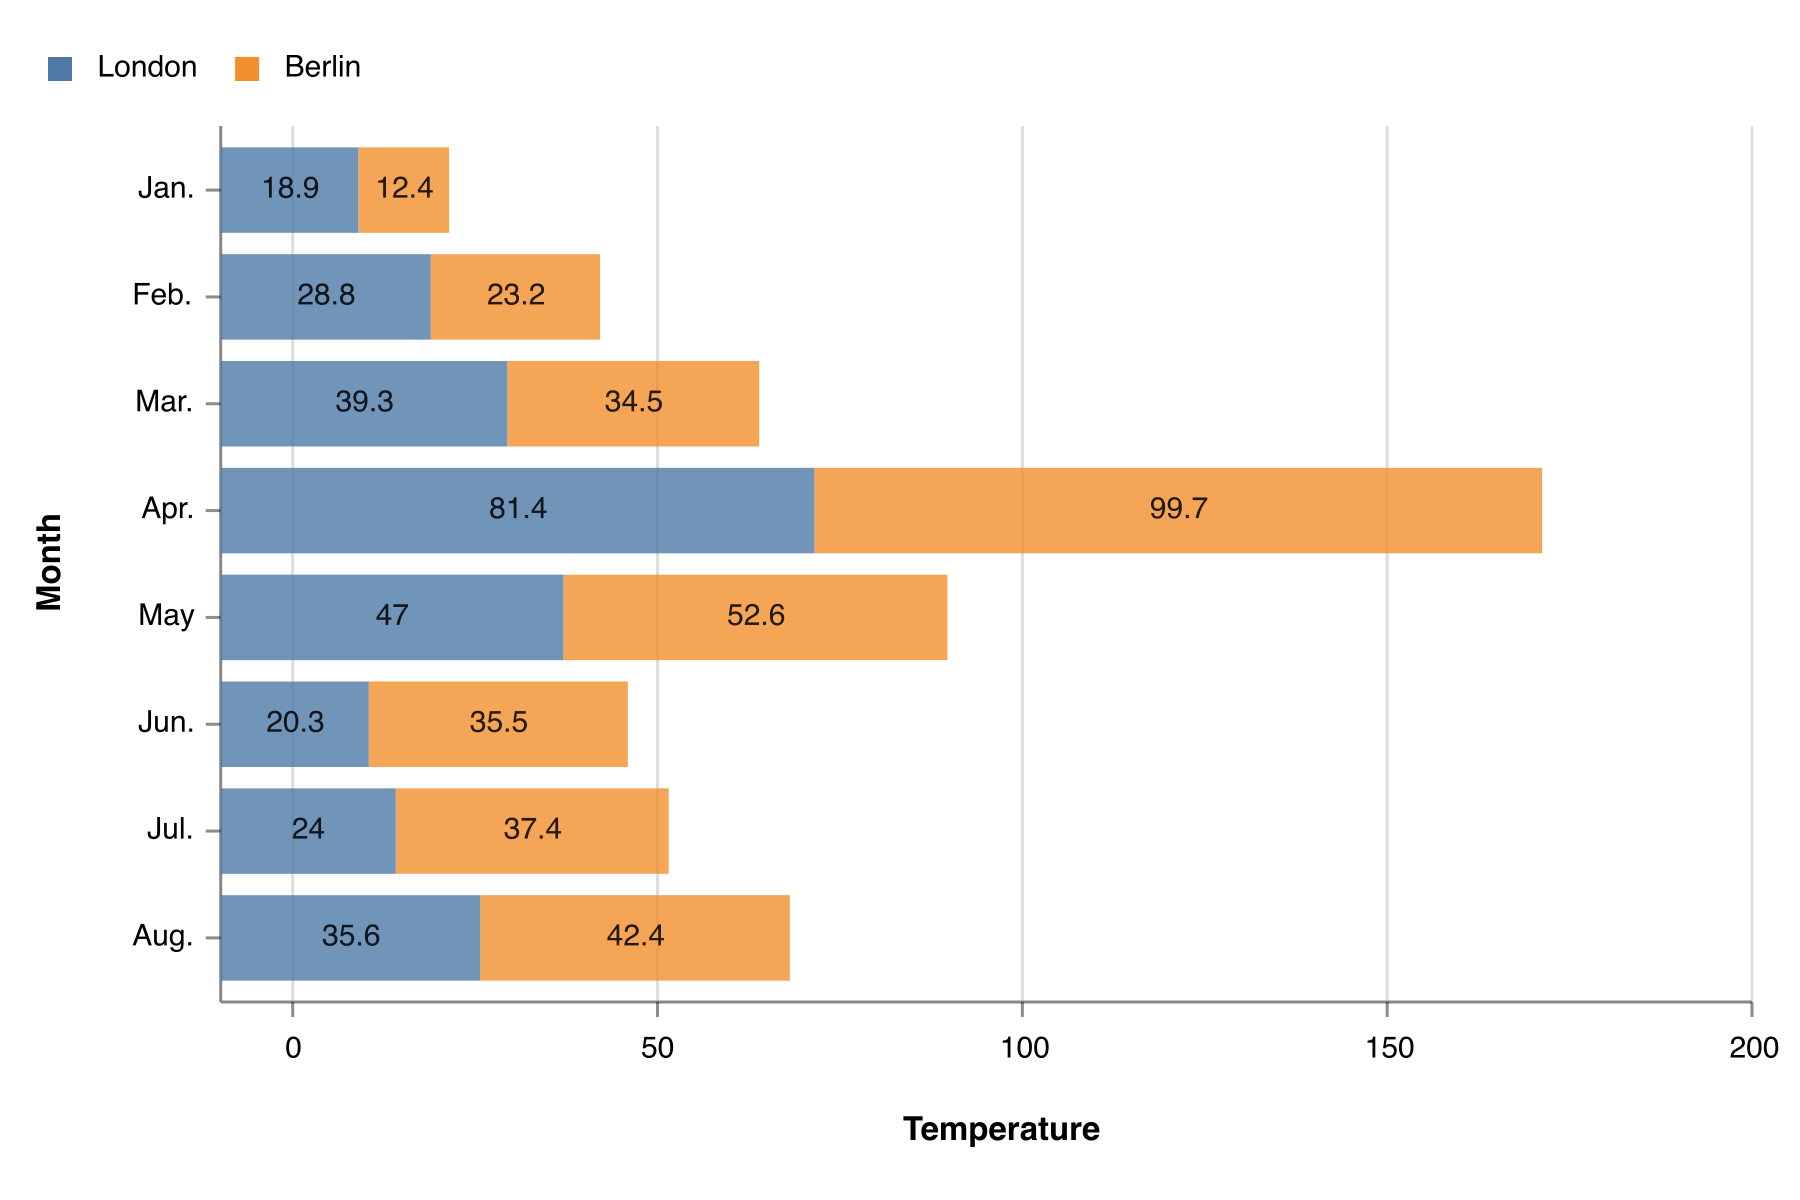 London Berlin
Jan. 18.9 12.4
Feb. 28.8 23.2
Mar. 39.3 34.5
Apr. 81.4 99.7
May 47 52.6
Jun. 20.3 35.5
Jul. 24 37.4
Aug. 35.6 42.4
Month
0 50 100 150 200
Temperature